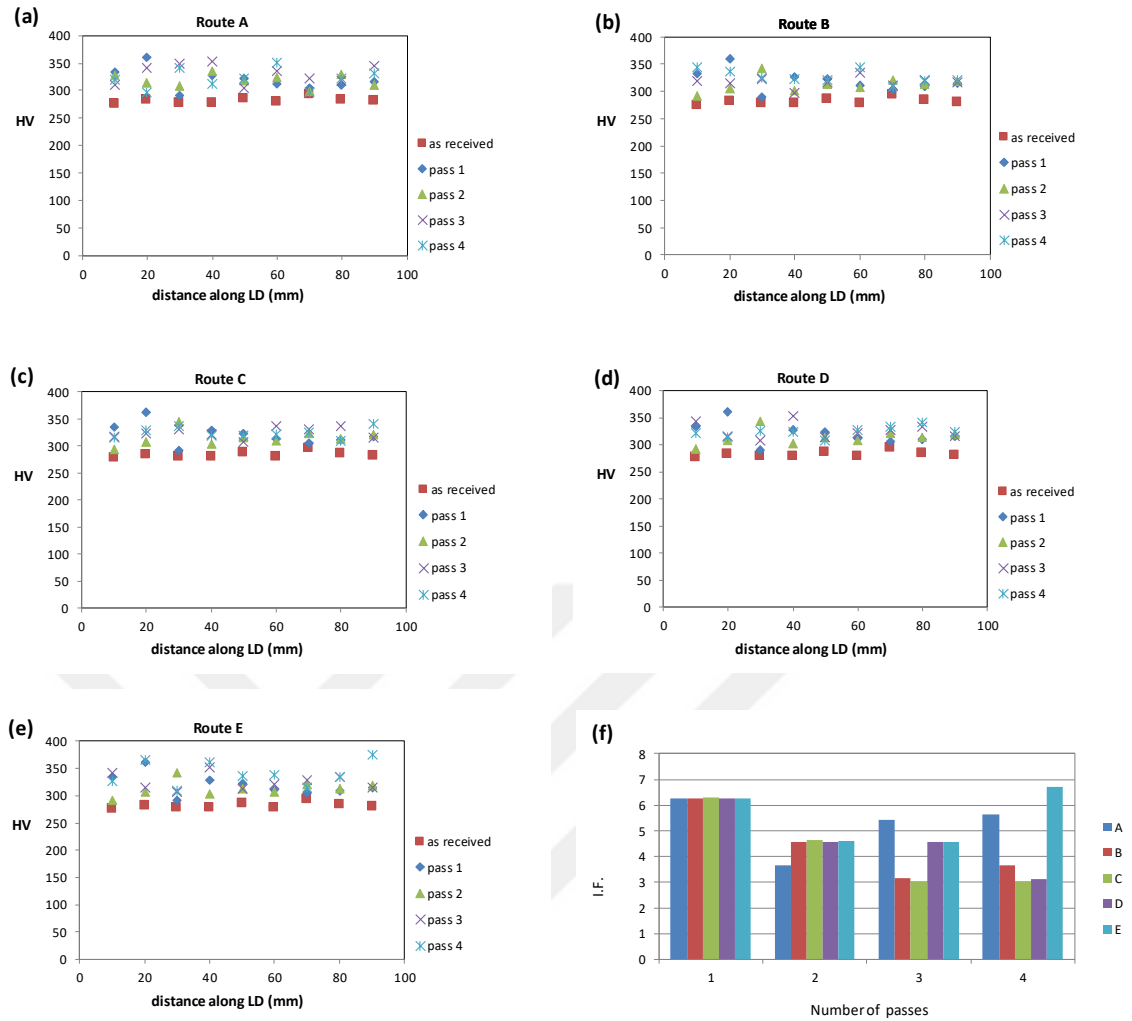 (a)
Route A
400
350
300
250
200
150
100
50
0
HV
0 20 40 60 80 100
distance along LD (mm)
as received
pass 1
pass 2
pass 3
pass 4
(b)
Route B
400
350
300
250
200
150
100
50
0
HV
0 20 40 60 80 100
distance along LD (mm)
as received
pass 1
pass 2
pass 3
pass 4
(c)
Route C
400
350
300
250
200
150
100
50
0
HV
0 20 40 60 80 100
distance along LD (mm)
as received
pass 1
pass 2
pass 3
pass 4
(d)
Route D
400
350
300
250
200
150
100
50
0
HV
0 20 40 60 80 100
distance along LD (mm)
as received
pass 1
pass 2
pass 3
pass 4
(e)
Route E
400
350
300
250
200
150
100
50
0
HV
0 20 40 60 80 100
distance along LD (mm)
as received
pass 1
pass 2
pass 3
pass 4
(f)
8
7
6
5
4
3
2
1
0
I.F.
1 2 3 4
Number of passes
A
B
C
D
E